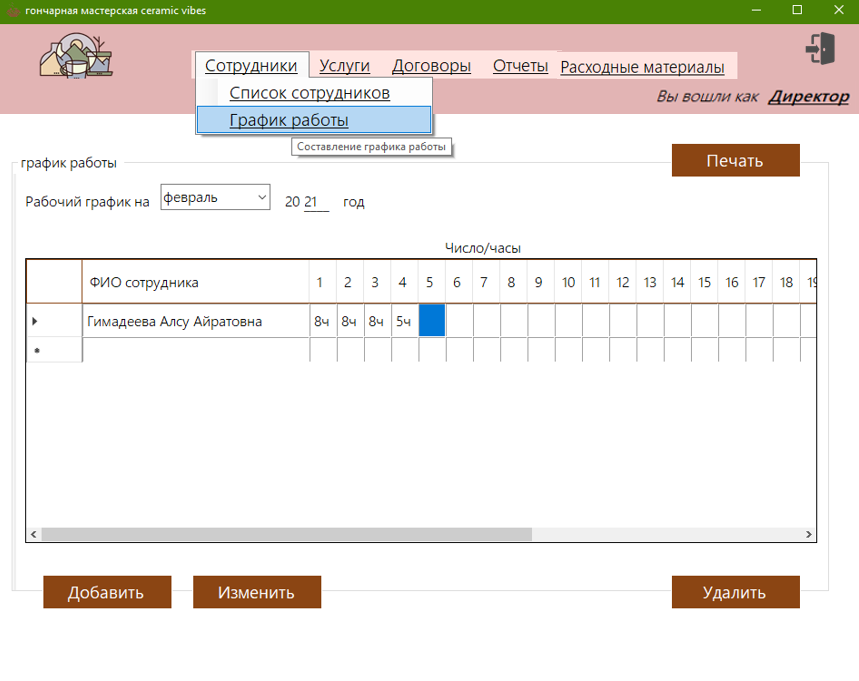 гончарная мастерская ceramic vibes
Сотрудники Услуги Договоры Отчеты Расходные материалы
Список сотрудников
Вы вошли как Директор
График работы
Составление графика работы
график работы
Печать
Рабочий график на февраль 20 21 год
Число/часы
ФИО сотрудника 1 2 3 4 5 6 7 8 9 10 11 12 13 14 15 16 17 18 19
Гимадеева Алсу Айратовна 8ч 8ч 8ч 5ч
Добавить Изменить Удалить